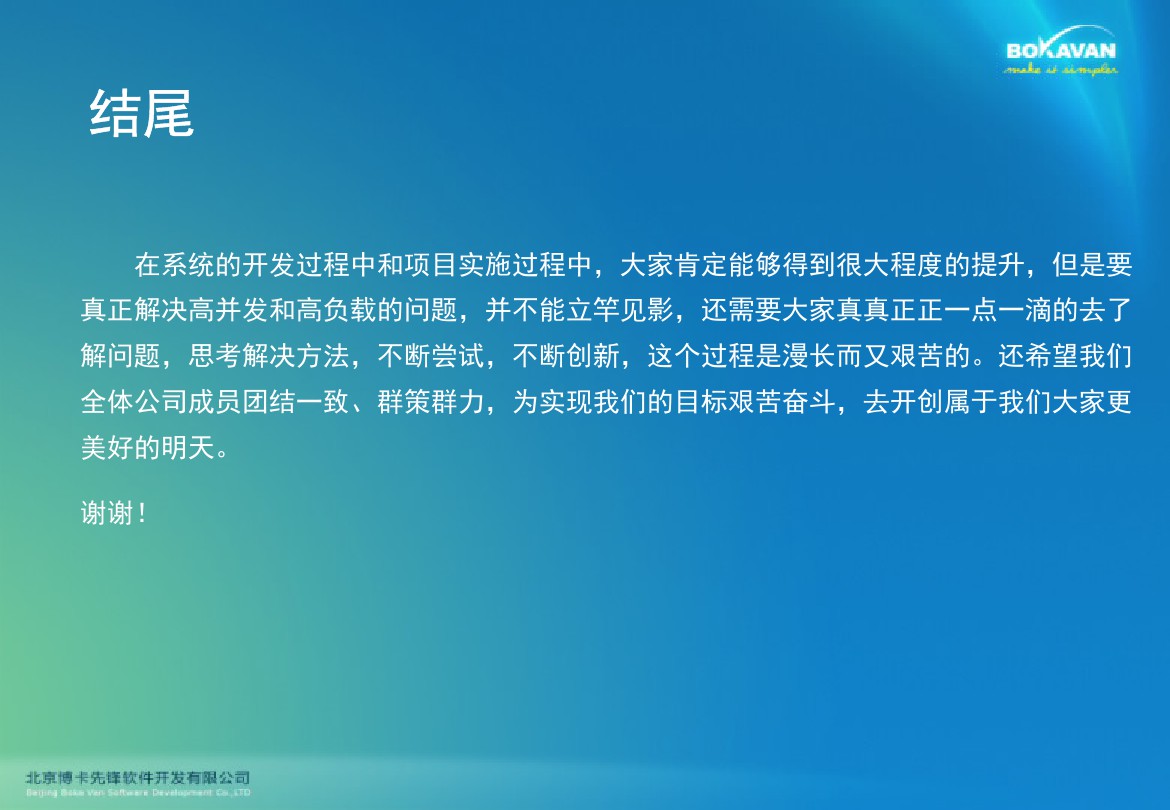 BOKAVAN
make it simpler
结尾
在系统的开发过程中和项目实施过程中，大家肯定能够得到很大程度的提升，但是要
真正解决高并发和高负载的问题，并不能立竿见影，还需要大家真真正正一点一滴的去了
解问题，思考解决方法，不断尝试，不断创新，这个过程是漫长而又艰苦的。还希望我们
全体公司成员团结一致、群策群力，为实现我们的目标艰苦奋斗，去开创属于我们大家更
美好的明天。
谢谢！
北京博卡先锋软件开发有限公司
Beijing Boka Van Software Development Co.,LTD